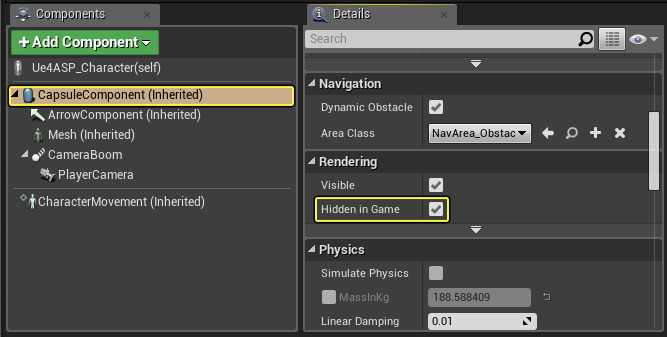 Components
+ Add Component
Ue4ASP_Character(self)
CapsuleComponent (Inherited)
ArrowComponent (Inherited)
Mesh (Inherited)
CameraBoom
PlayerCamera
CharacterMovement (Inherited)
Details
Search
Navigation
Dynamic Obstacle
Area Class NavArea_Obstac
Rendering
Visible
Hidden in Game
Physics
Simulate Physics
MassInKg 188.588409
Linear Damping 0.01